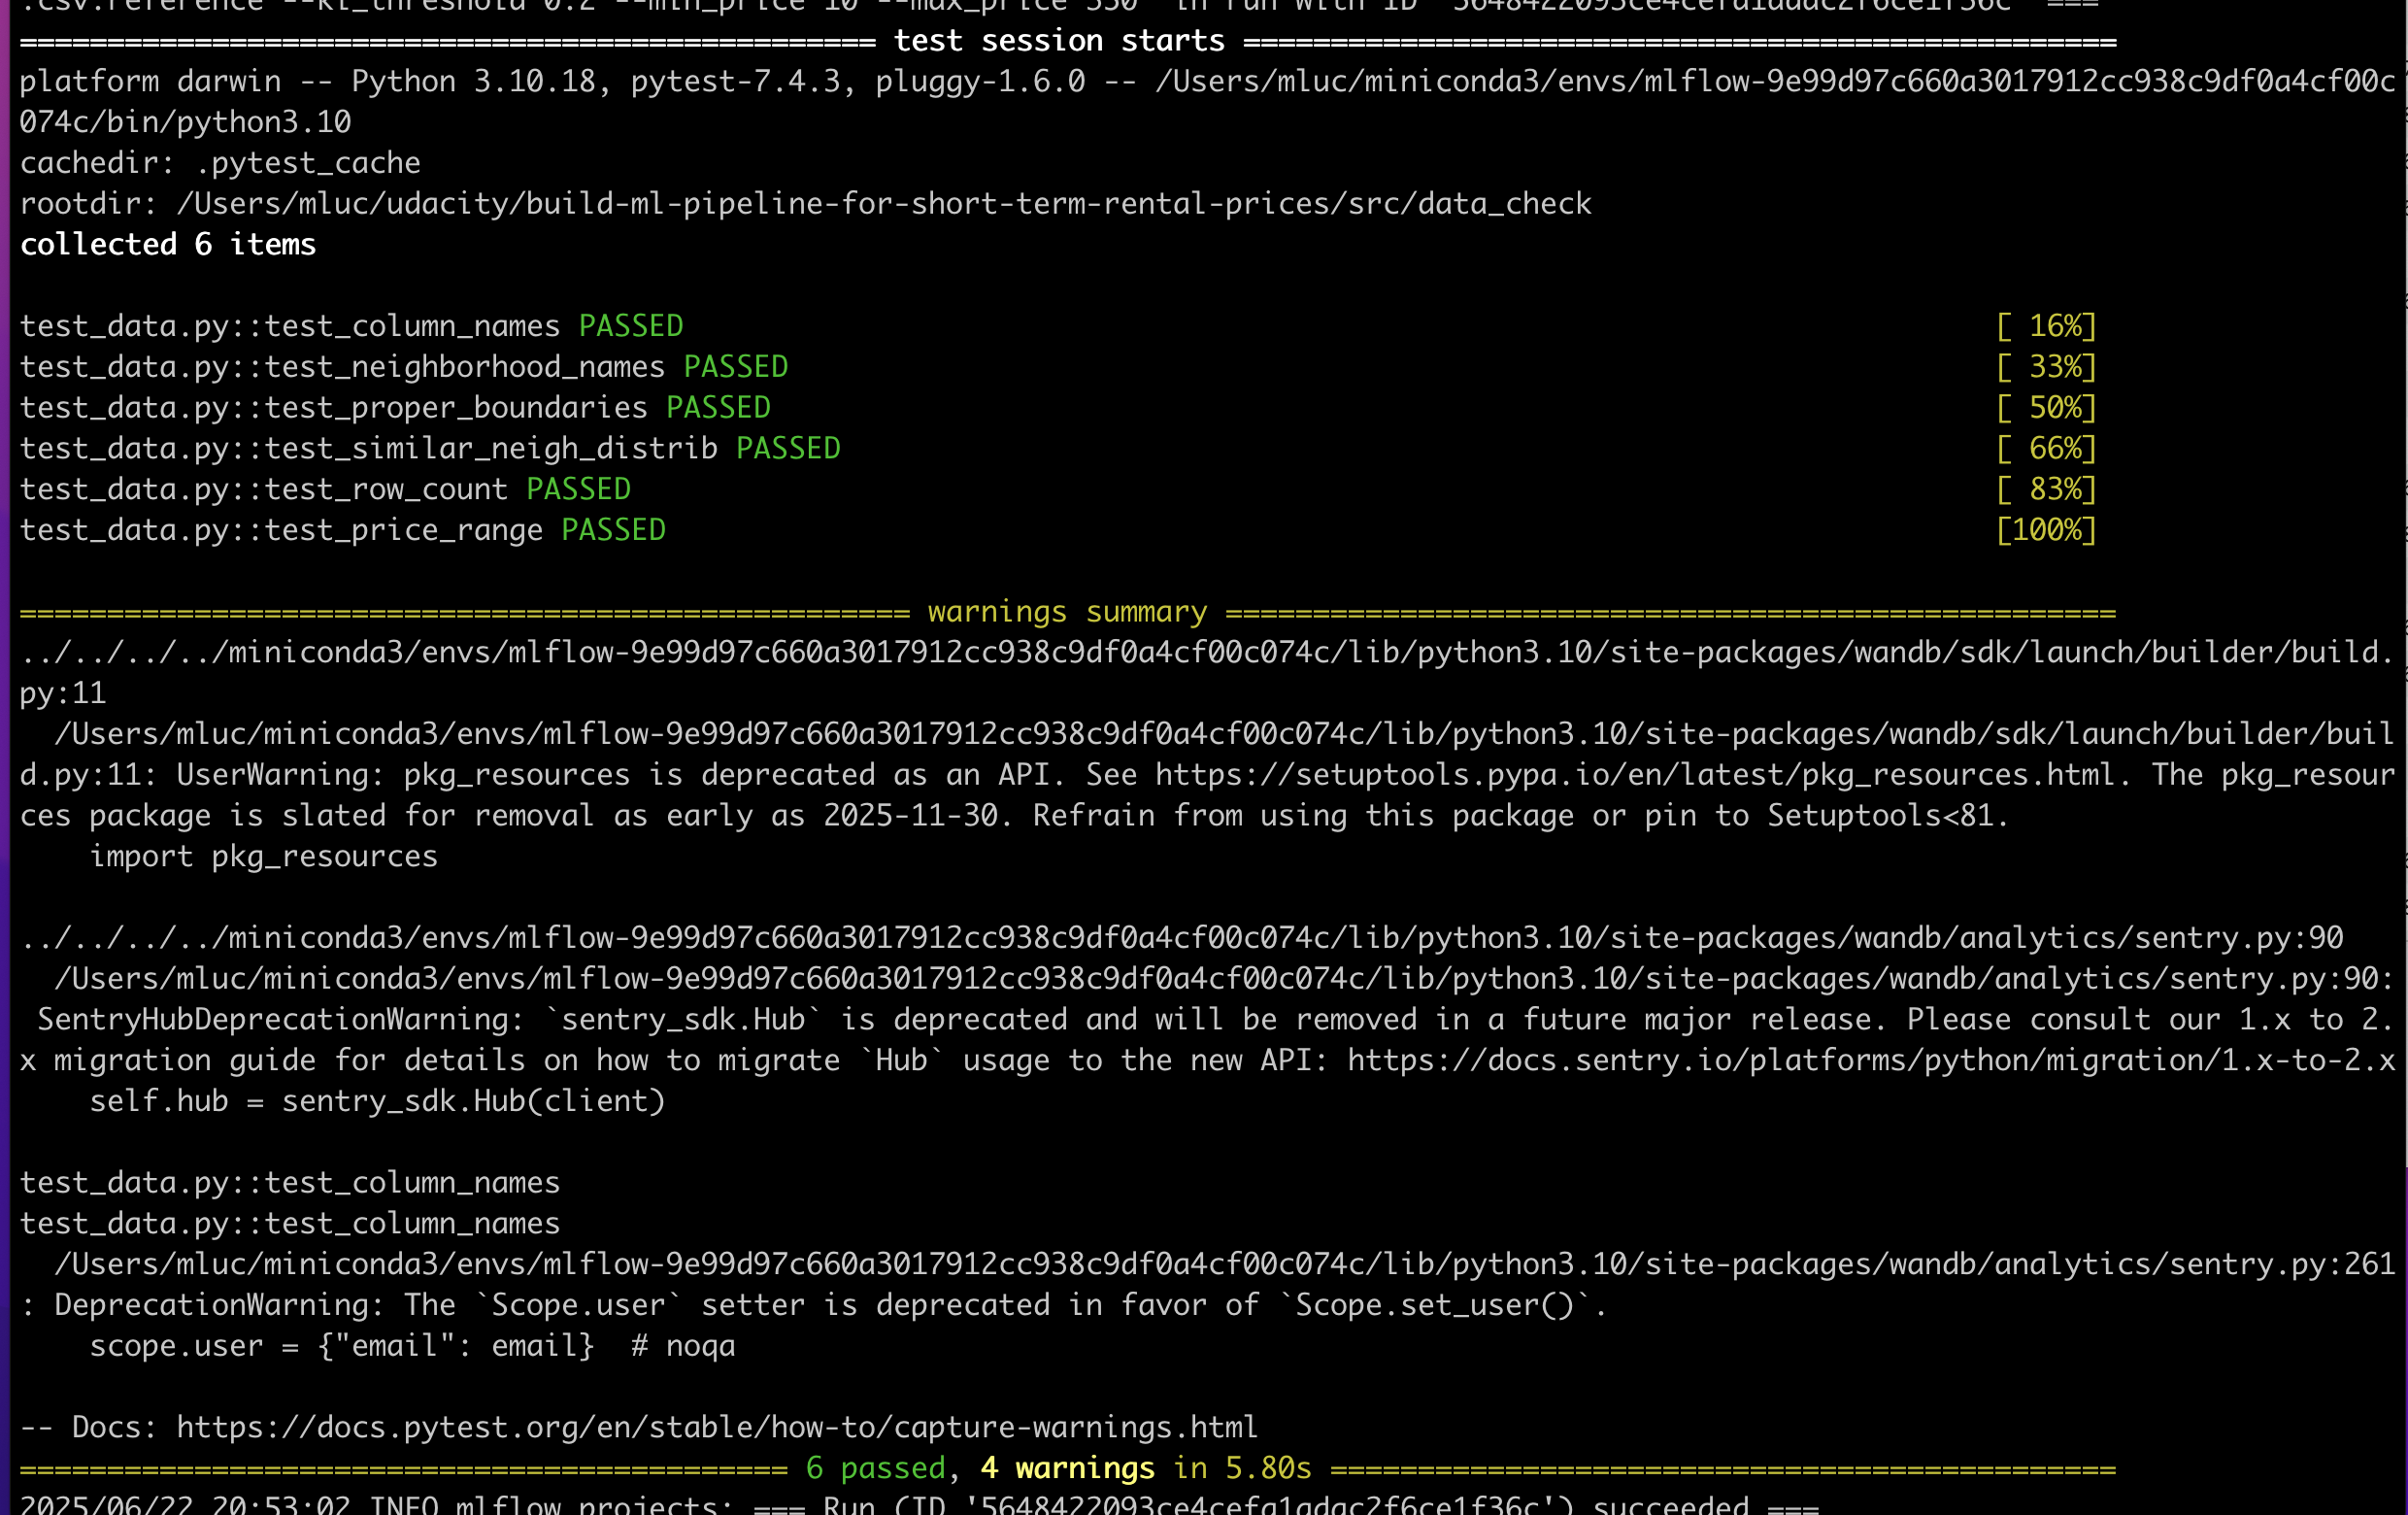 .csv:reference --kl_threshold 0.2 --min_price 10 --max_price 350' in run with ID '5648422093ce4cefa1adac2f6ce1f36c' ===
================================================= test session starts ==================================================
platform darwin -- Python 3.10.18, pytest-7.4.3, pluggy-1.6.0 -- /Users/mluc/miniconda3/envs/mlflow-9e99d97c660a3017912cc938c9df0a4cf00c
074c/bin/python3.10
cachedir: .pytest_cache
rootdir: /Users/mluc/udacity/build-ml-pipeline-for-short-term-rental-prices/src/data_check
collected 6 items
test_data.py::test_column_names PASSED [ 16%]
test_data.py::test_neighborhood_names PASSED [ 33%]
test_data.py::test_proper_boundaries PASSED [ 50%]
test_data.py::test_similar_neigh_distrib PASSED [ 66%]
test_data.py::test_row_count PASSED [ 83%]
test_data.py::test_price_range PASSED [100%]
=================================================== warnings summary ===================================================
../../../../miniconda3/envs/mlflow-9e99d97c660a3017912cc938c9df0a4cf00c074c/lib/python3.10/site-packages/wandb/sdk/launch/builder/build.
py:11
/Users/mluc/miniconda3/envs/mlflow-9e99d97c660a3017912cc938c9df0a4cf00c074c/lib/python3.10/site-packages/wandb/sdk/launch/builder/buil
d.py:11: UserWarning: pkg_resources is deprecated as an API. See https://setuptools.pypa.io/en/latest/pkg_resources.html. The pkg_resour
ces package is slated for removal as early as 2025-11-30. Refrain from using this package or pin to Setuptools<81.
import pkg_resources
../../../../miniconda3/envs/mlflow-9e99d97c660a3017912cc938c9df0a4cf00c074c/lib/python3.10/site-packages/wandb/analytics/sentry.py:90
/Users/mluc/miniconda3/envs/mlflow-9e99d97c660a3017912cc938c9df0a4cf00c074c/lib/python3.10/site-packages/wandb/analytics/sentry.py:90:
SentryHubDeprecationWarning: `sentry_sdk.Hub` is deprecated and will be removed in a future major release. Please consult our 1.x to 2.
x migration guide for details on how to migrate `Hub` usage to the new API: https://docs.sentry.io/platforms/python/migration/1.x-to-2.x
self.hub = sentry_sdk.Hub(client)
test_data.py::test_column_names
test_data.py::test_column_names
/Users/mluc/miniconda3/envs/mlflow-9e99d97c660a3017912cc938c9df0a4cf00c074c/lib/python3.10/site-packages/wandb/analytics/sentry.py:261
: DeprecationWarning: The `Scope.user` setter is deprecated in favor of `Scope.set_user()`.
scope.user = {"email": email}  # noqa
-- Docs: https://docs.pytest.org/en/stable/how-to/capture-warnings.html
============================================ 6 passed, 4 warnings in 5.80s =============================================
2025/06/22 20:53:02 INFO mlflow.projects: === Run (ID '5648422093ce4cefa1adac2f6ce1f36c') succeeded ===